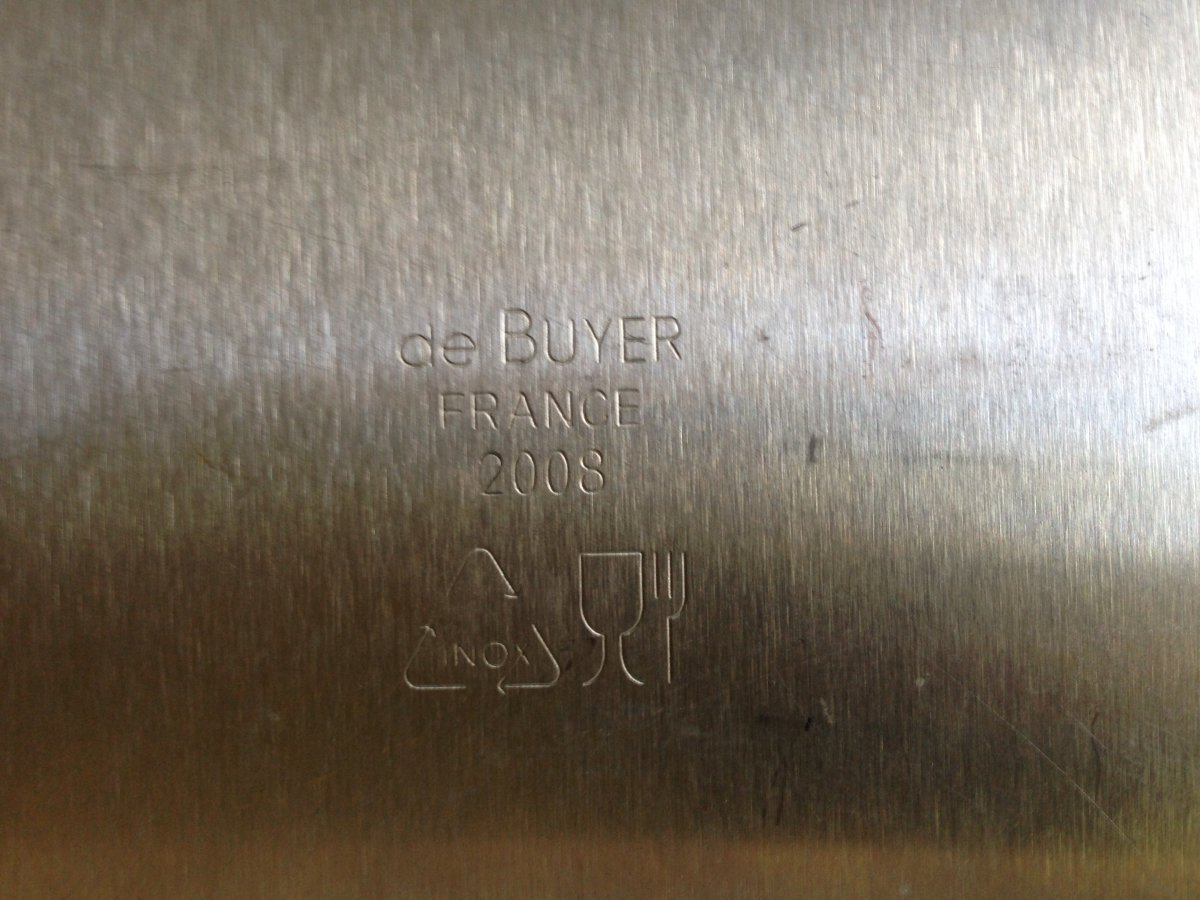 de BUYER
FRANCE
2008
INOX